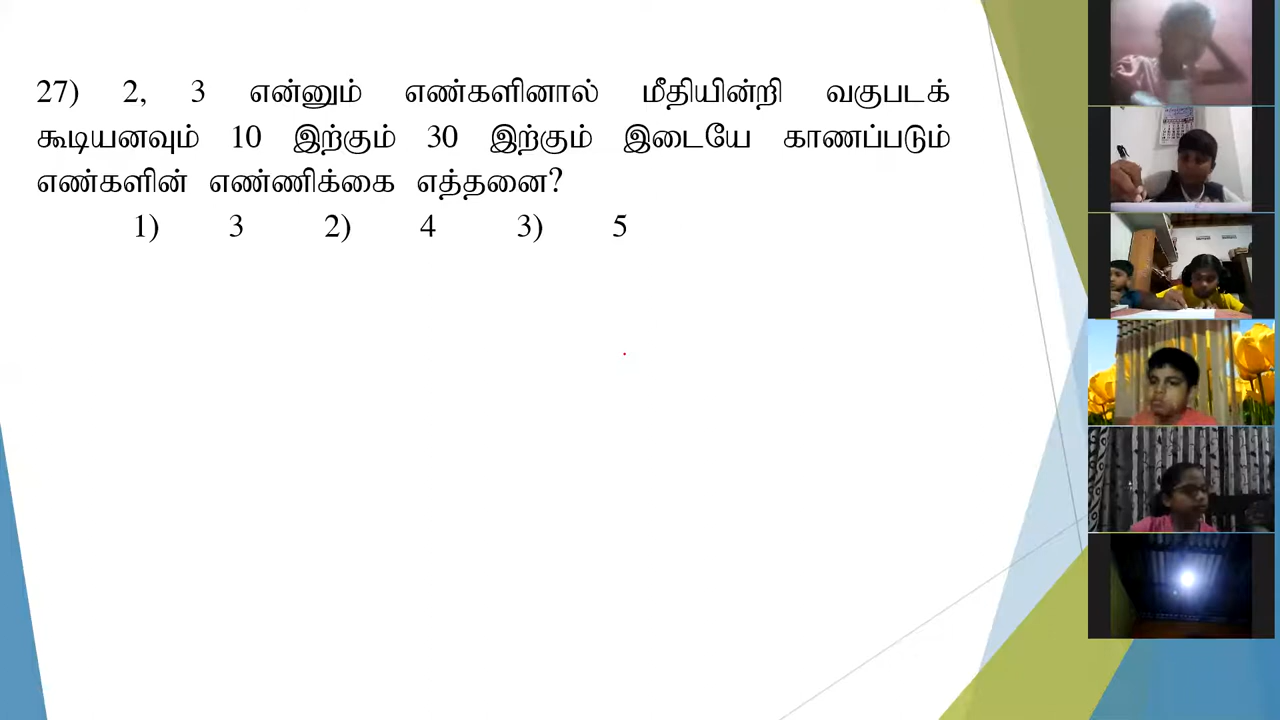 27) 2, 3 என்னும் எண்களினால் மீதியின்றி வகுபடக்
கூடியனவும் 10 இற்கும் 30 இற்கும் இடையே காணப்படும்
எண்களின் எண்ணிக்கை எத்தனை?
1) 3 2) 4 3) 5